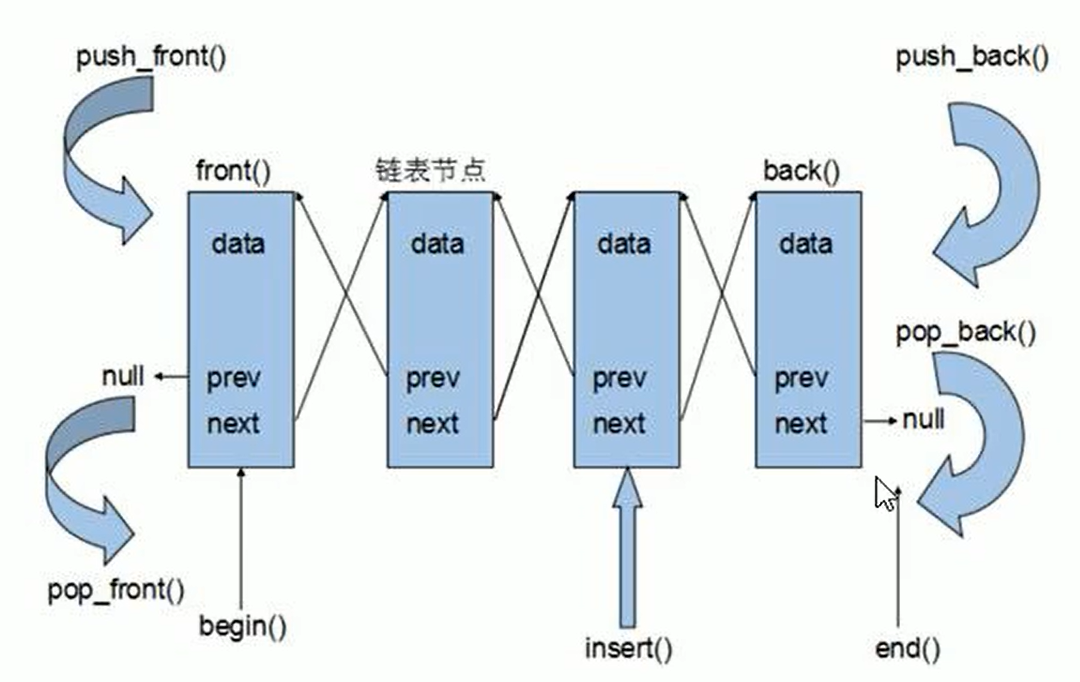 push_front()
push_back()
front()
链表节点
back()
data
data
data
data
pop_back()
null
prev
prev
prev
prev
next
next
next
next
null
pop_front()
begin()
insert()
end()